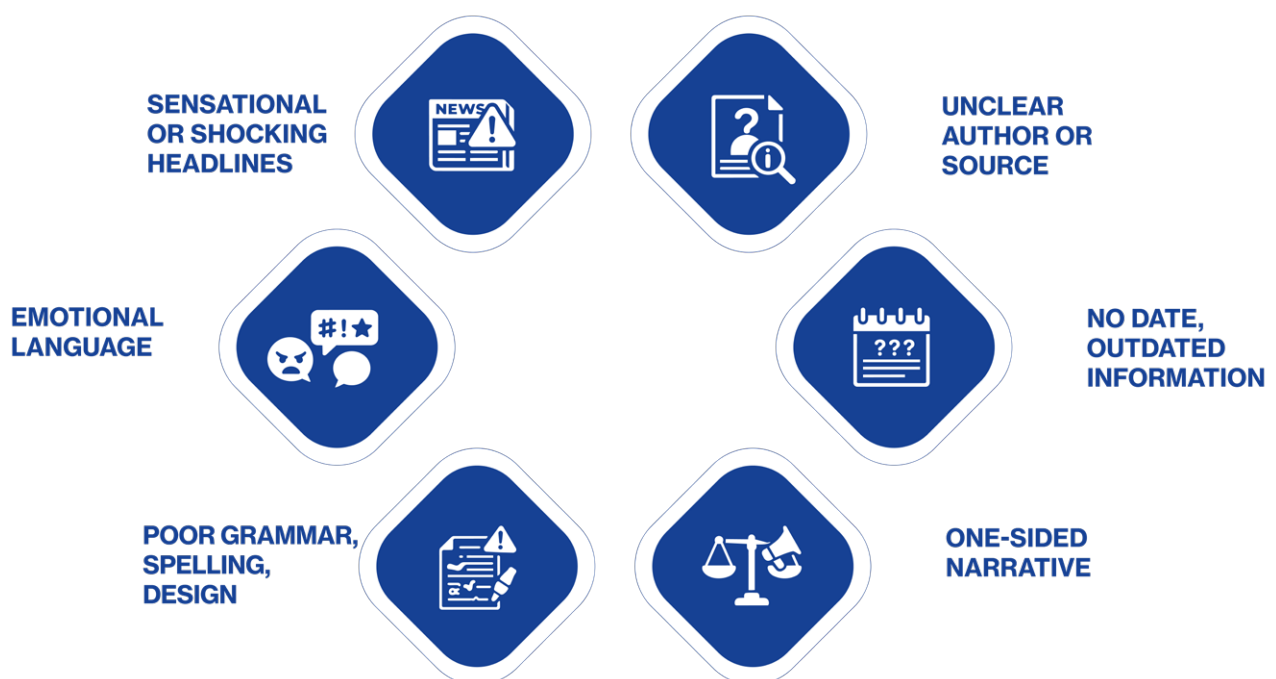 SENSATIONAL
OR SHOCKING
HEADLINES
NEWS
UNCLEAR
AUTHOR OR
SOURCE
?
i
EMOTIONAL
LANGUAGE
#!★
NO DATE,
OUTDATED
INFORMATION
???
POOR GRAMMAR,
SPELLING,
DESIGN
ONE-SIDED
NARRATIVE